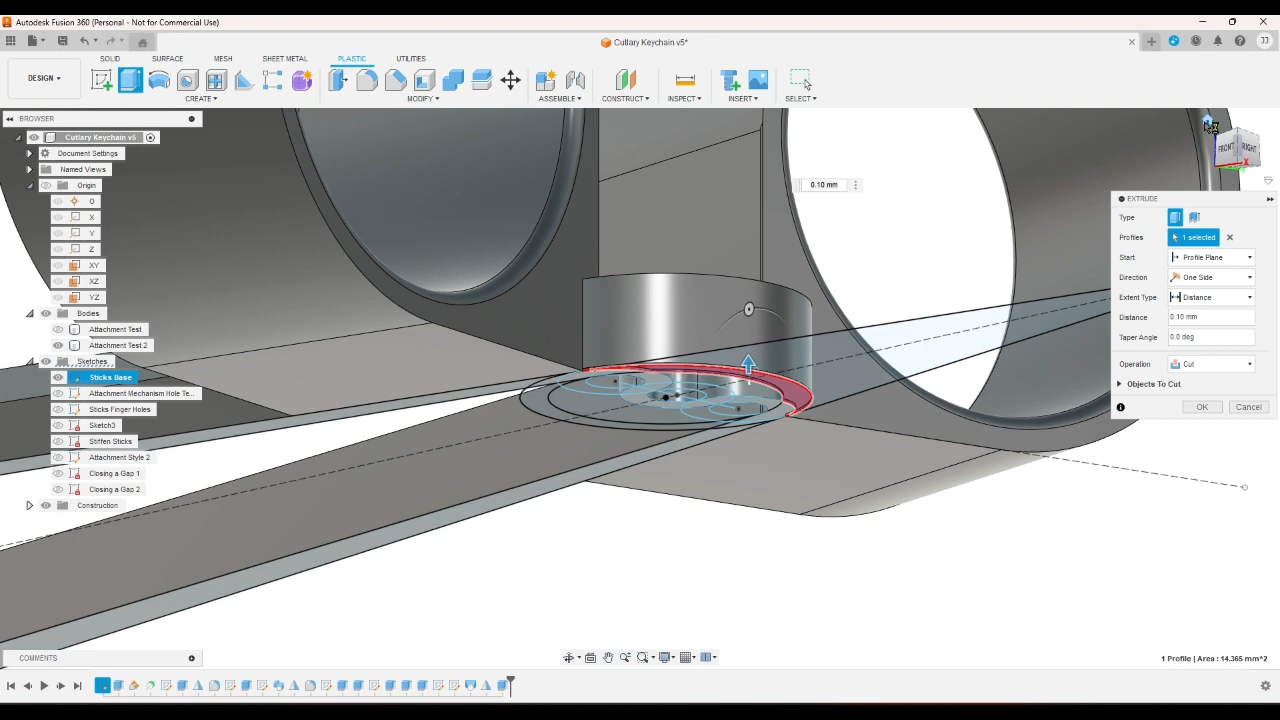 Autodesk Fusion 360 (Personal - Not for Commercial Use)
Cutlary Keychain v5*
JJ
DESIGN
SOLID SURFACE MESH SHEET METAL PLASTIC UTILITIES
CREATE MODIFY ASSEMBLE CONSTRUCT INSPECT INSERT SELECT
BROWSER
Cutlary Keychain v5
Document Settings
Named Views
Origin
O
X
Y
Z
XY
XZ
YZ
Bodies
Attachment Test
Attachment Test 2
Sketches
Sticks Base
Attachment Mechanism Hole Te...
Sticks Finger Holes
Sketch3
Stiffen Sticks
Attachment Style 2
Closing a Gap 1
Closing a Gap 2
Construction
0.10 mm
FRONT RIGHT
X
EXTRUDE
Type
Profiles 1 selected
Start Profile Plane
Direction One Side
Extent Type Distance
Distance 0.10 mm
Taper Angle 0.0 deg
Operation Cut
Objects To Cut
OK Cancel
COMMENTS
1 Profile | Area : 14.365 mm^2